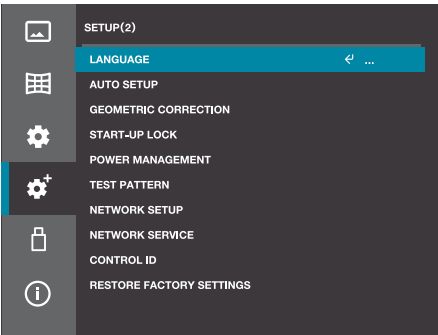 SETUP(2)
LANGUAGE ...
AUTO SETUP
GEOMETRIC CORRECTION
START-UP LOCK
POWER MANAGEMENT
TEST PATTERN
NETWORK SETUP
NETWORK SERVICE
CONTROL ID
RESTORE FACTORY SETTINGS